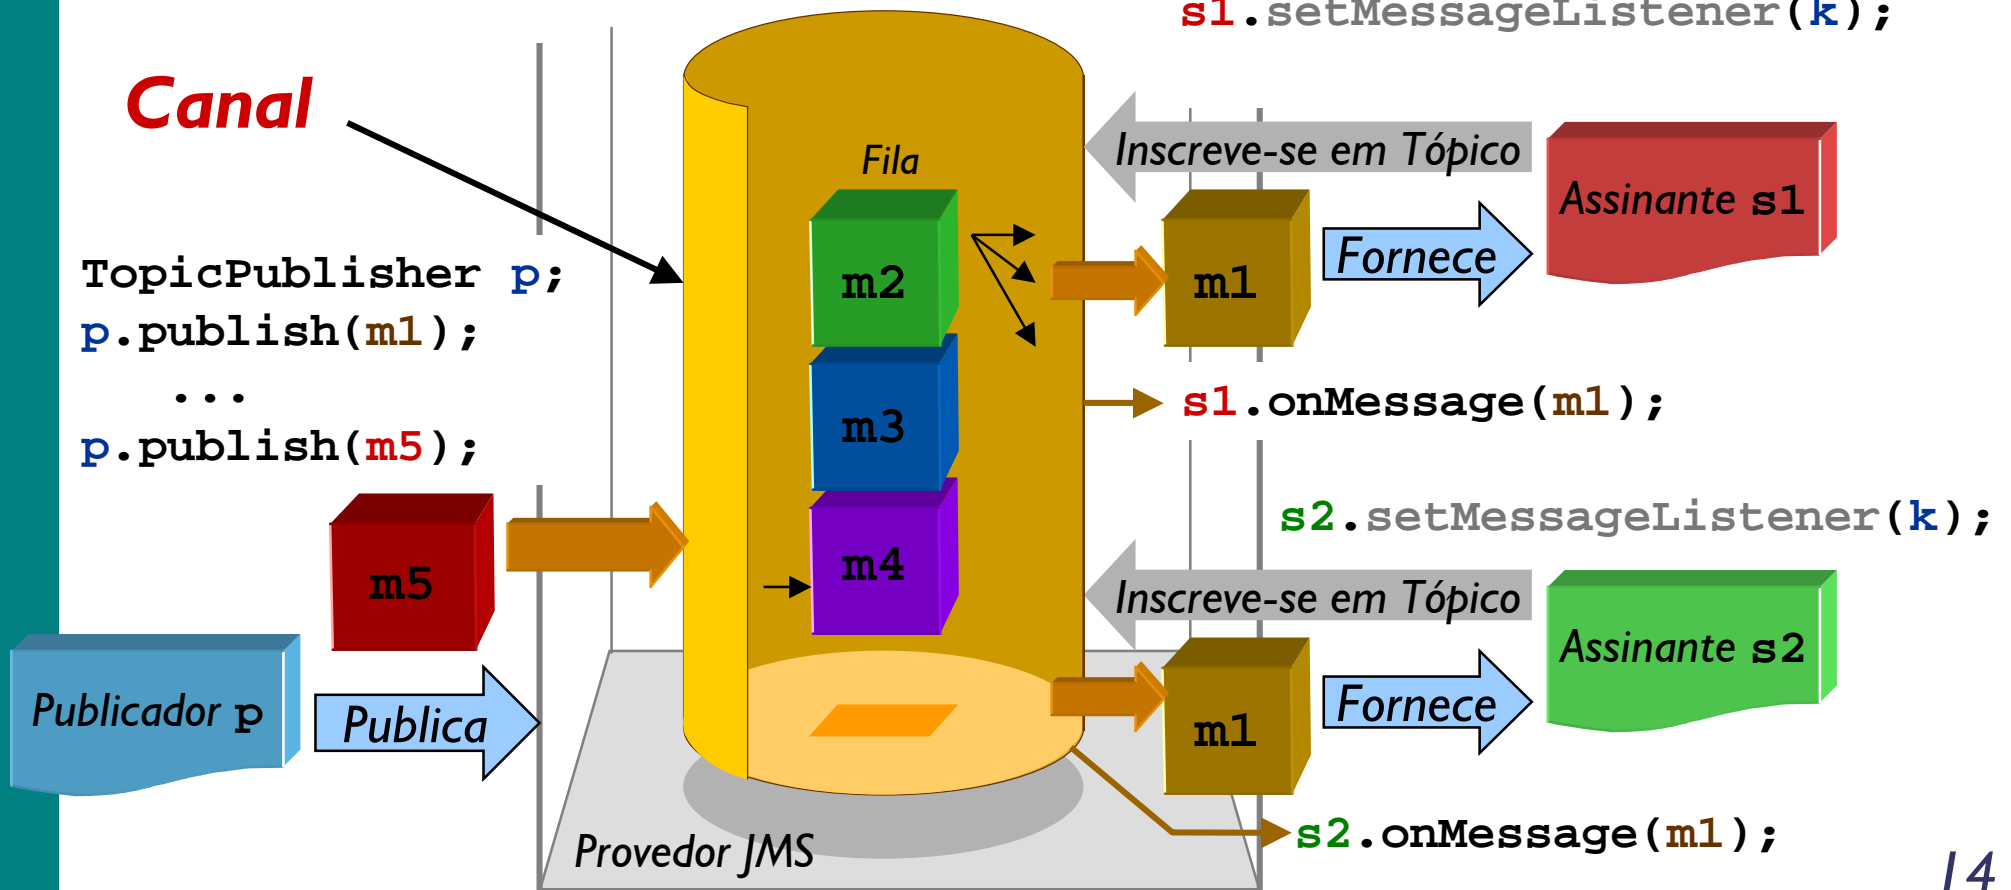 s1.setMessageListener(k);
Canal
Fila
Inscreve-se em Tópico
Assinante s1
m2
m1
Fornece
TopicPublisher p;
p.publish(m1);
...
p.publish(m5);
m3
s1.onMessage(m1);
s2.setMessageListener(k);
m4
m5
Inscreve-se em Tópico
Assinante s2
Publicador p
Publica
m1
Fornece
Provedor JMS
s2.onMessage(m1);
14